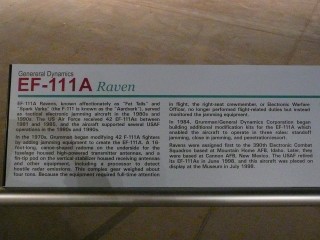 General Dynamics
EF-111A Raven
EF-111A Ravens, known affectionately as "Fat Tails" and
"Spark Varks" (the F-111 is known as the "Aardvark"), served
as tactical electronic jamming aircraft in the 1980s and
1990s. The US Air Force received 42 EF-111As between
1981 and 1985, and the aircraft supported several USAF
operations in the 1980s and 1990s.
In the 1970s, Grumman began modifying 42 F-111A fighters
by adding jamming equipment to create the EF-111A. A 16-
foot-long, canoe-shaped radome on the underside for the
fuselage housed high-powered transmitter antennas, and a
fin-tip pod on the vertical stabilizer housed receiving antennas
and other equipment, including a processor to detect
hostile radar emissions. This complex gear weighed about
four tons. Because the equipment required full-time attention
in flight, the right-seat crewmember, or Electronic Warfare
Officer, no longer performed flight-related duties but instead
monitored the jamming equipment.
In 1984, Grumman/General Dynamics Corporation began
building additional modification kits for the EF-111A which
enabled the aircraft to operate in three roles: standoff
jamming, close in jamming, and penetration/escort.
Ravens were assigned first to the 390th Electronic Combat
Squadron based at Mountain Home AFB, Idaho. Later, they
were based at Cannon AFB, New Mexico. The USAF retired
its EF-111As in June 1998, and this aircraft was placed on
display at the Museum in July 1998.